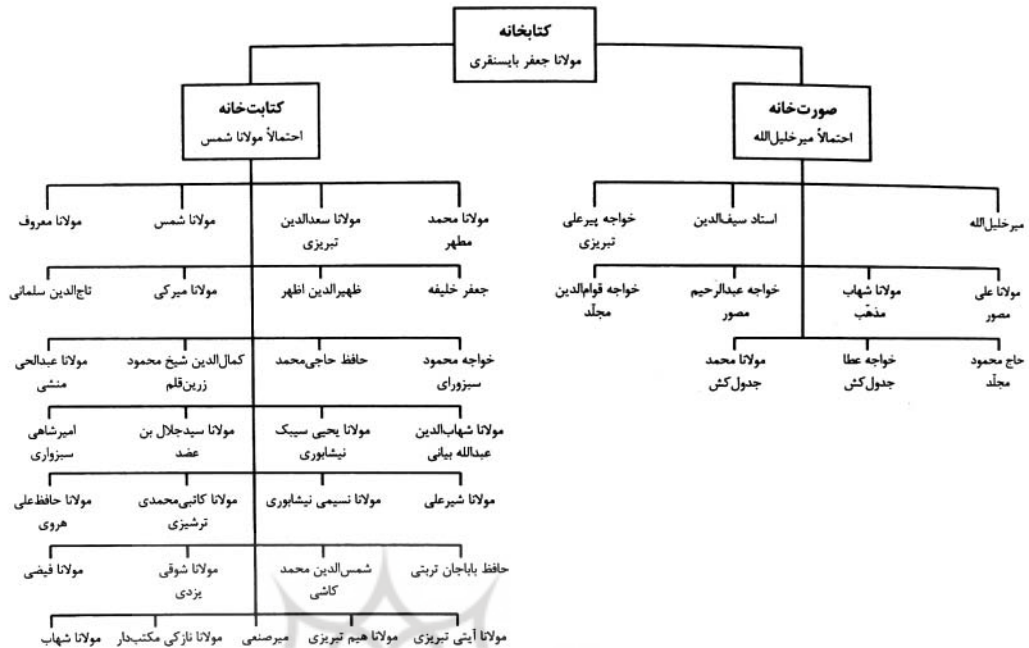 کتابخانه
مولانا جعفر بایسنقری
صورت‌خانه
احتمالاً میرخلیل‌الله
میرخلیل‌الله
استاد سیف‌الدین
خواجه پیرعلی
تبریزی
مولانا علی
مصور
مولانا شهاب
مذهّب
خواجه عبدالرحیم
مصور
خواجه قوام‌الدین
مجلّد
حاج محمود
مجلّد
خواجه عطا
جدول‌کش
مولانا محمد
جدول‌کش
کتابت‌خانه
احتمالاً مولانا شمس
مولانا محمد
مطهر
مولانا سعدالدین
تبریزی
مولانا شمس
مولانا معروف
جعفر خلیفه
ظهیرالدین اظهر
مولانا میرکی
تاج‌الدین سلمانی
خواجه محمود
سبزورای
حافظ حاجی‌محمد
کمال‌الدین شیخ محمود
زرین‌قلم
مولانا عبدالحی
منشی
مولانا شهاب‌الدین
عبدالله بیانی
مولانا یحیی سیبک
نیشابوری
مولانا سیدجلال بن
عضد
امیرشاهی
سبزواری
مولانا شیرعلی
مولانا نسیمی نیشابوری
مولانا کاتبی‌محمدی
ترشیزی
مولانا حافظ‌علی
هروی
حافظ باباجان تربتی
شمس‌الدین محمد
کاشی
مولانا شوقی
یزدی
مولانا فیضی
مولانا آیتی تبریزی
مولانا هیم تبریزی
میرصنعی
مولانا نازکی مکتب‌دار
مولانا شهاب